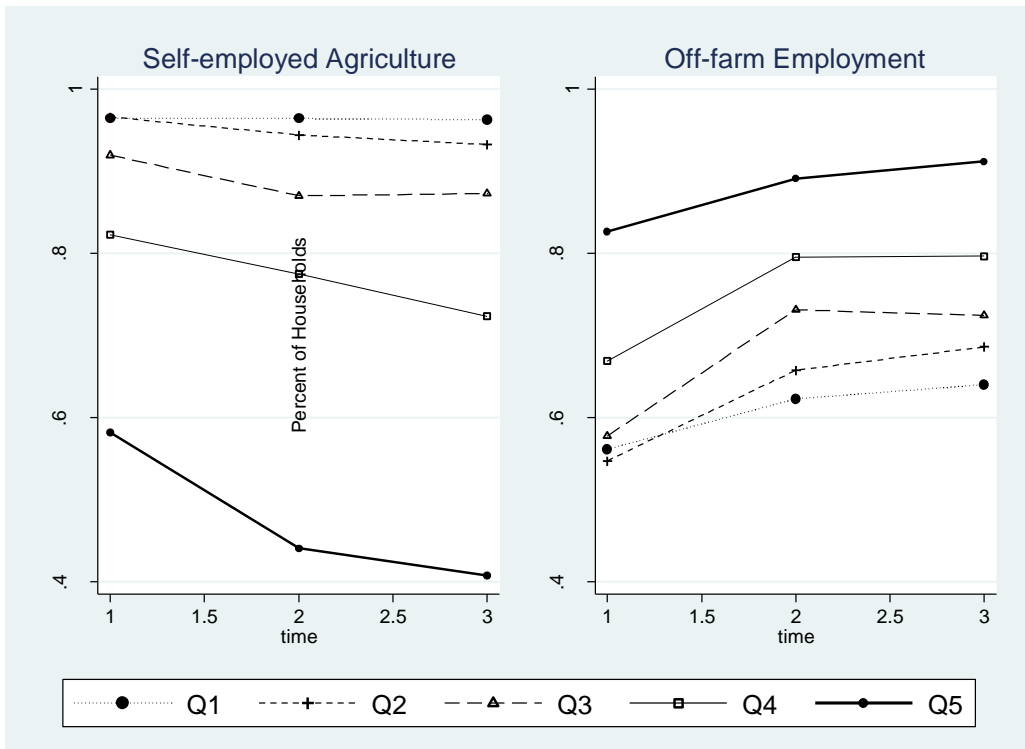 Self-employed Agriculture
Off-farm Employment
1
.8
.6
.4
Percent of Households
1 1.5 2 2.5 3
time
1
.8
.6
.4
1 1.5 2 2.5 3
time
Q1 Q2 Q3 Q4 Q5